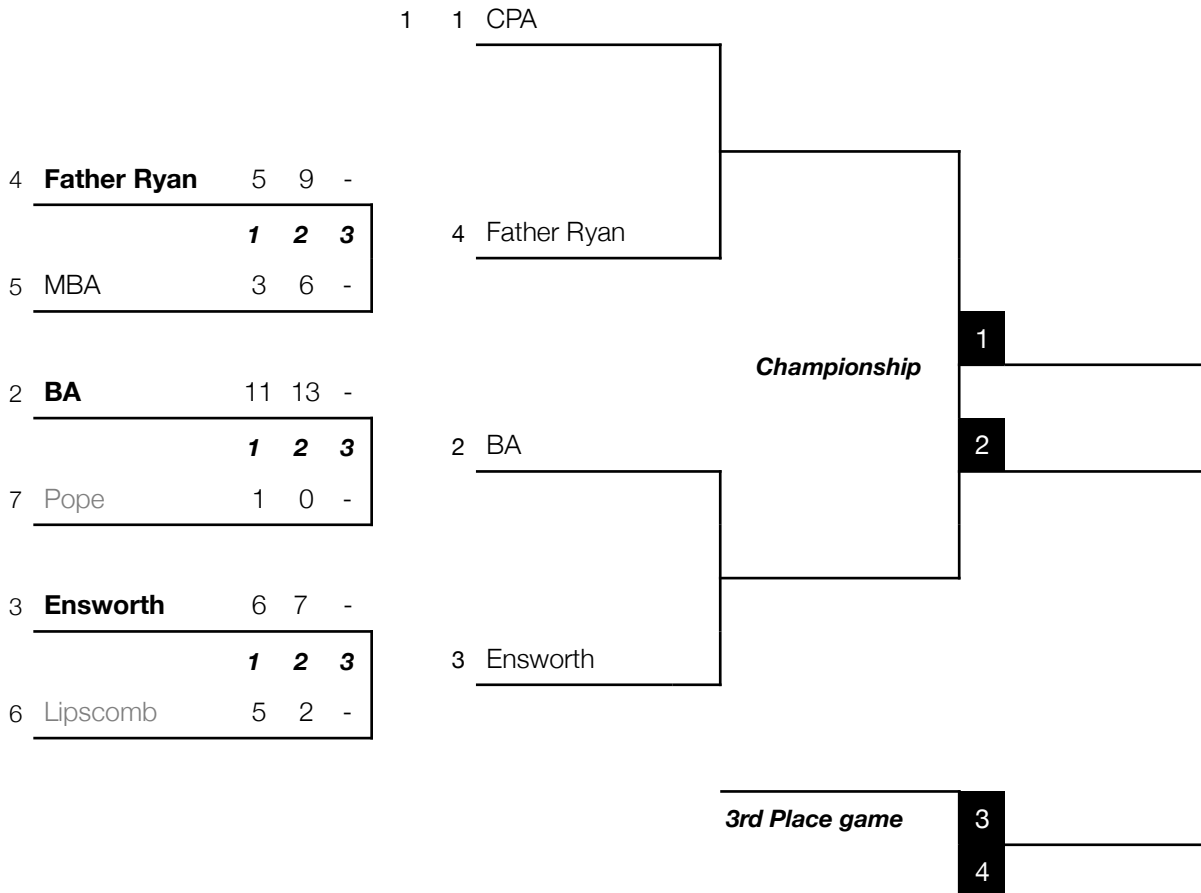 1 1 CPA
4 Father Ryan 5 9 -
1 2 3
4 Father Ryan
5 MBA 3 6 -
1
Championship
2 BA 11 13 -
1 2 3
2 BA
2
7 Pope 1 0 -
3 Ensworth 6 7 -
1 2 3
3 Ensworth
6 Lipscomb 5 2 -
3rd Place game
3
4